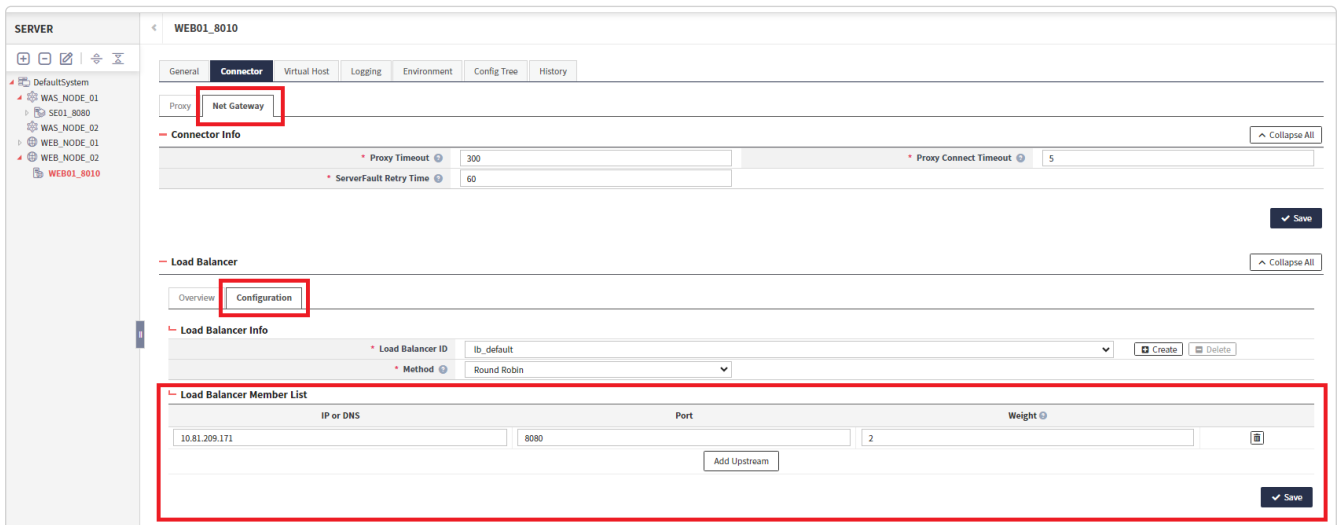 SERVER
WEB01_8010
DefaultSystem
WAS_NODE_01
SE01_8080
WAS_NODE_02
WEB_NODE_01
WEB_NODE_02
WEB01_8010
General Connector Virtual Host Logging Environment Config Tree History
Proxy Net Gateway
Connector Info Collapse All
* Proxy Timeout 300 * Proxy Connect Timeout 5
* ServerFault Retry Time 60
Save
Load Balancer Collapse All
Overview Configuration
Load Balancer Info
* Load Balancer ID lb_default Create Delete
* Method Round Robin
Load Balancer Member List
IP or DNS Port Weight
10.81.209.171 8080 2
Add Upstream
Save